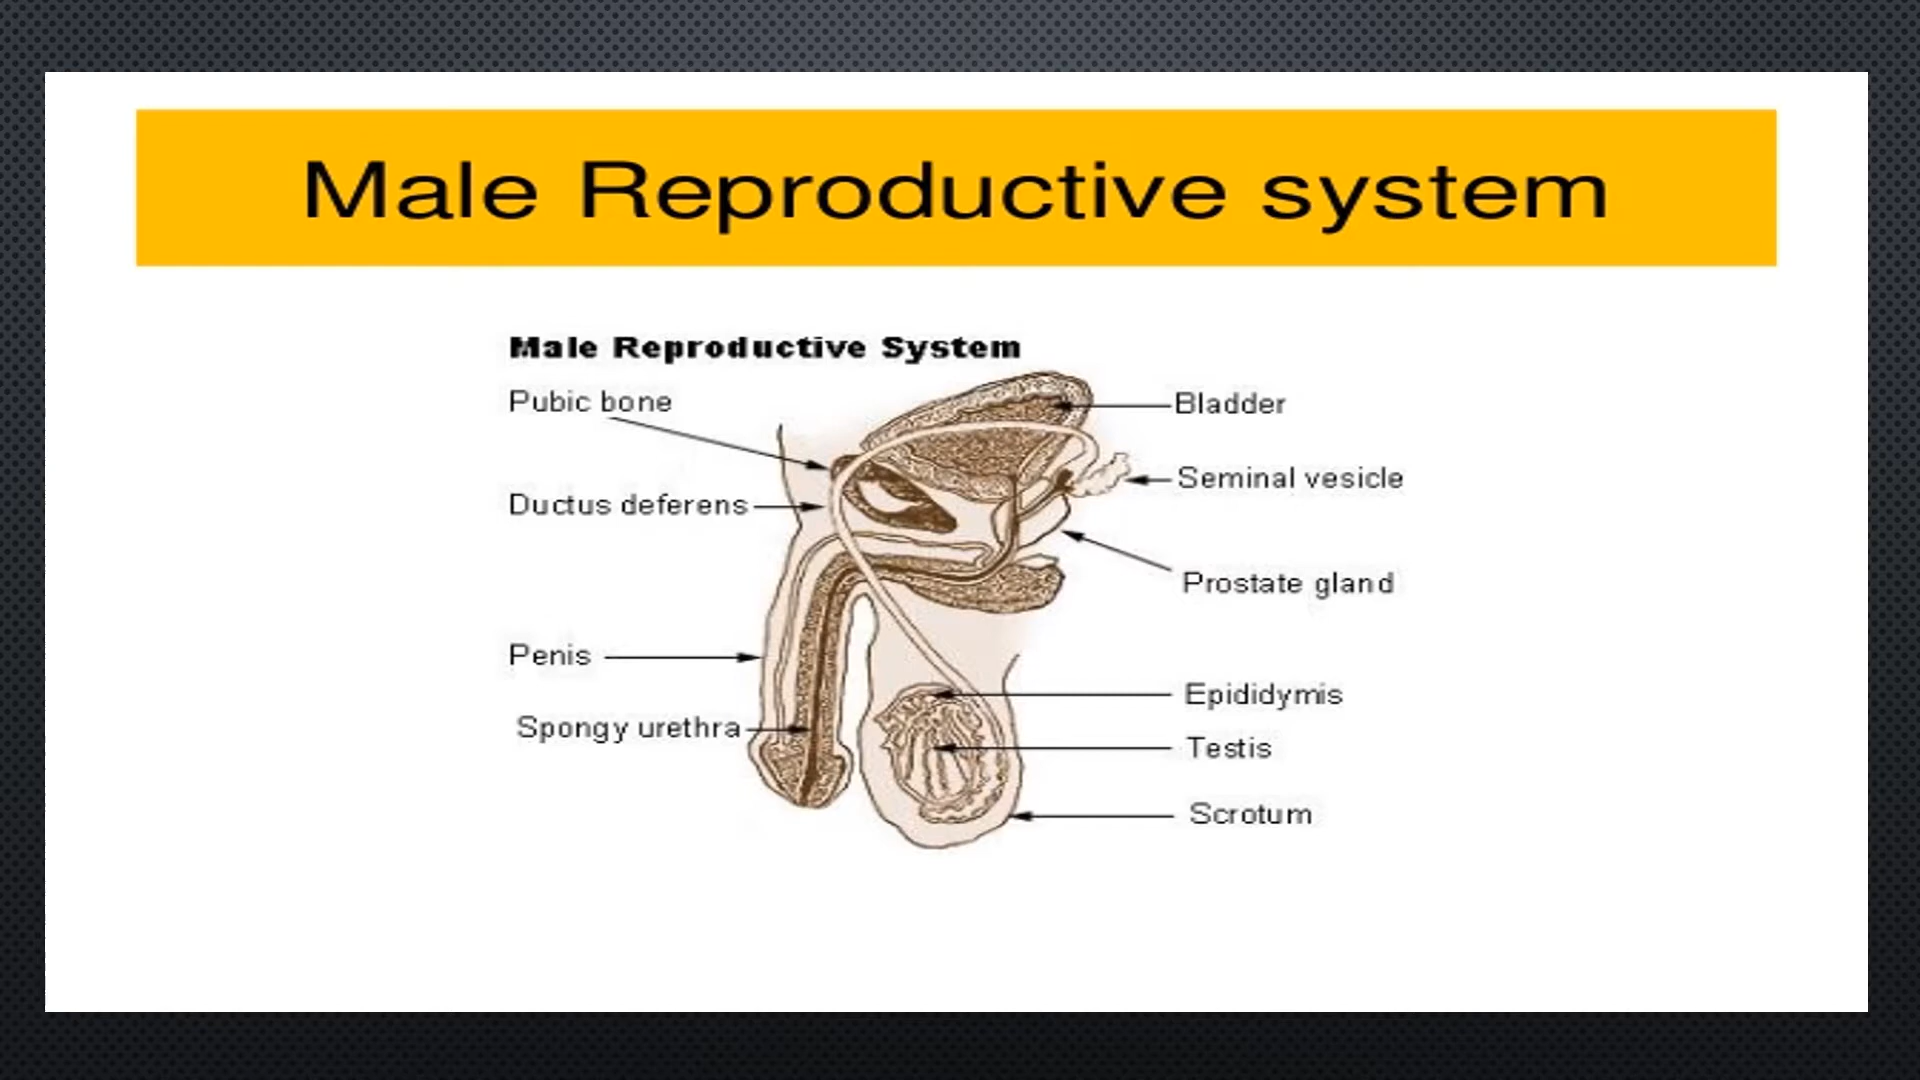 Male Reproductive system
Male Reproductive System
Pubic bone
Bladder
Seminal vesicle
Ductus deferens
Prostate gland
Penis
Epididymis
Spongy urethra
Testis
Scrotum